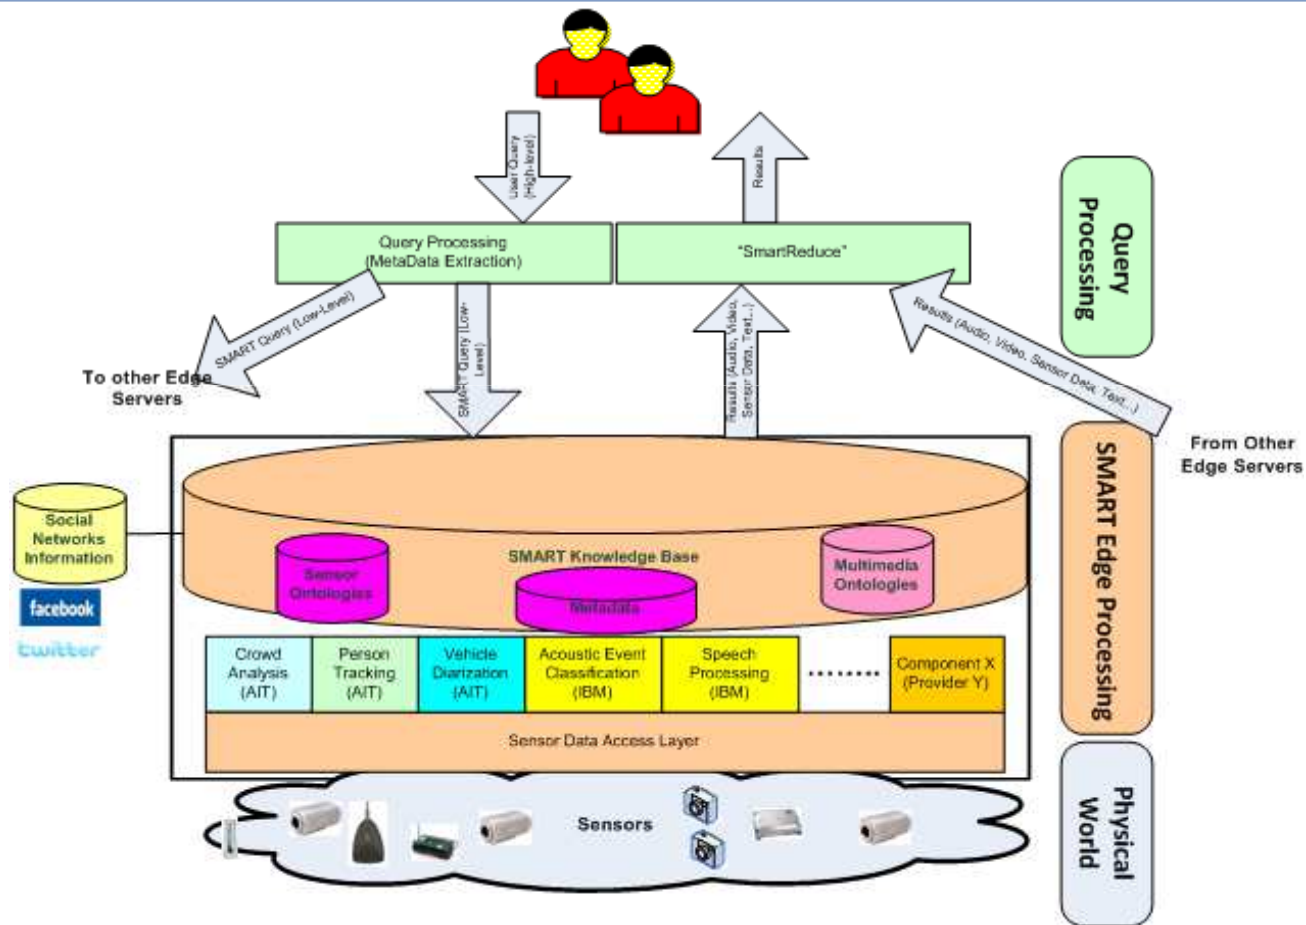 User Query
(High-level)
Results
Query Processing
(MetaData Extraction)
"SmartReduce"
Query
Processing
SMART Query (Low-Level)
SMART Query (Low-
Level)
Results (Audio, Video,
Sensor Data, Text...)
Results (Audio, Video, Sensor Data, Text...)
To other Edge
Servers
From Other
Edge Servers
Social
Networks
Information
facebook
twitter
SMART Knowledge Base
Sensor
Ontologies
Metadata
Multimedia
Ontologies
SMART Edge Processing
Crowd
Analysis
(AIT)
Person
Tracking
(AIT)
Vehicle
Diarization
(AIT)
Acoustic Event
Classification
(IBM)
Speech
Processing
(IBM)
........
Component X
(Provider Y)
Sensor Data Access Layer
Sensors
Physical
World